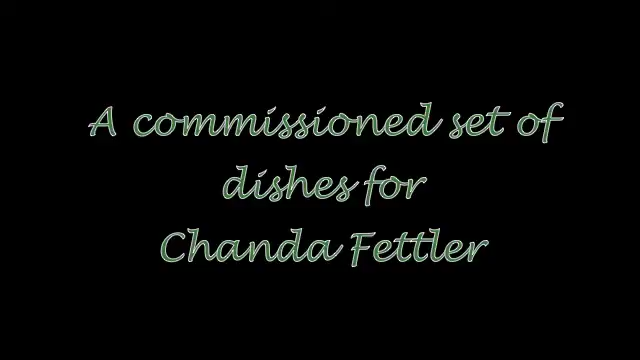 A commissioned set of
dishes for
Chanda Fettler